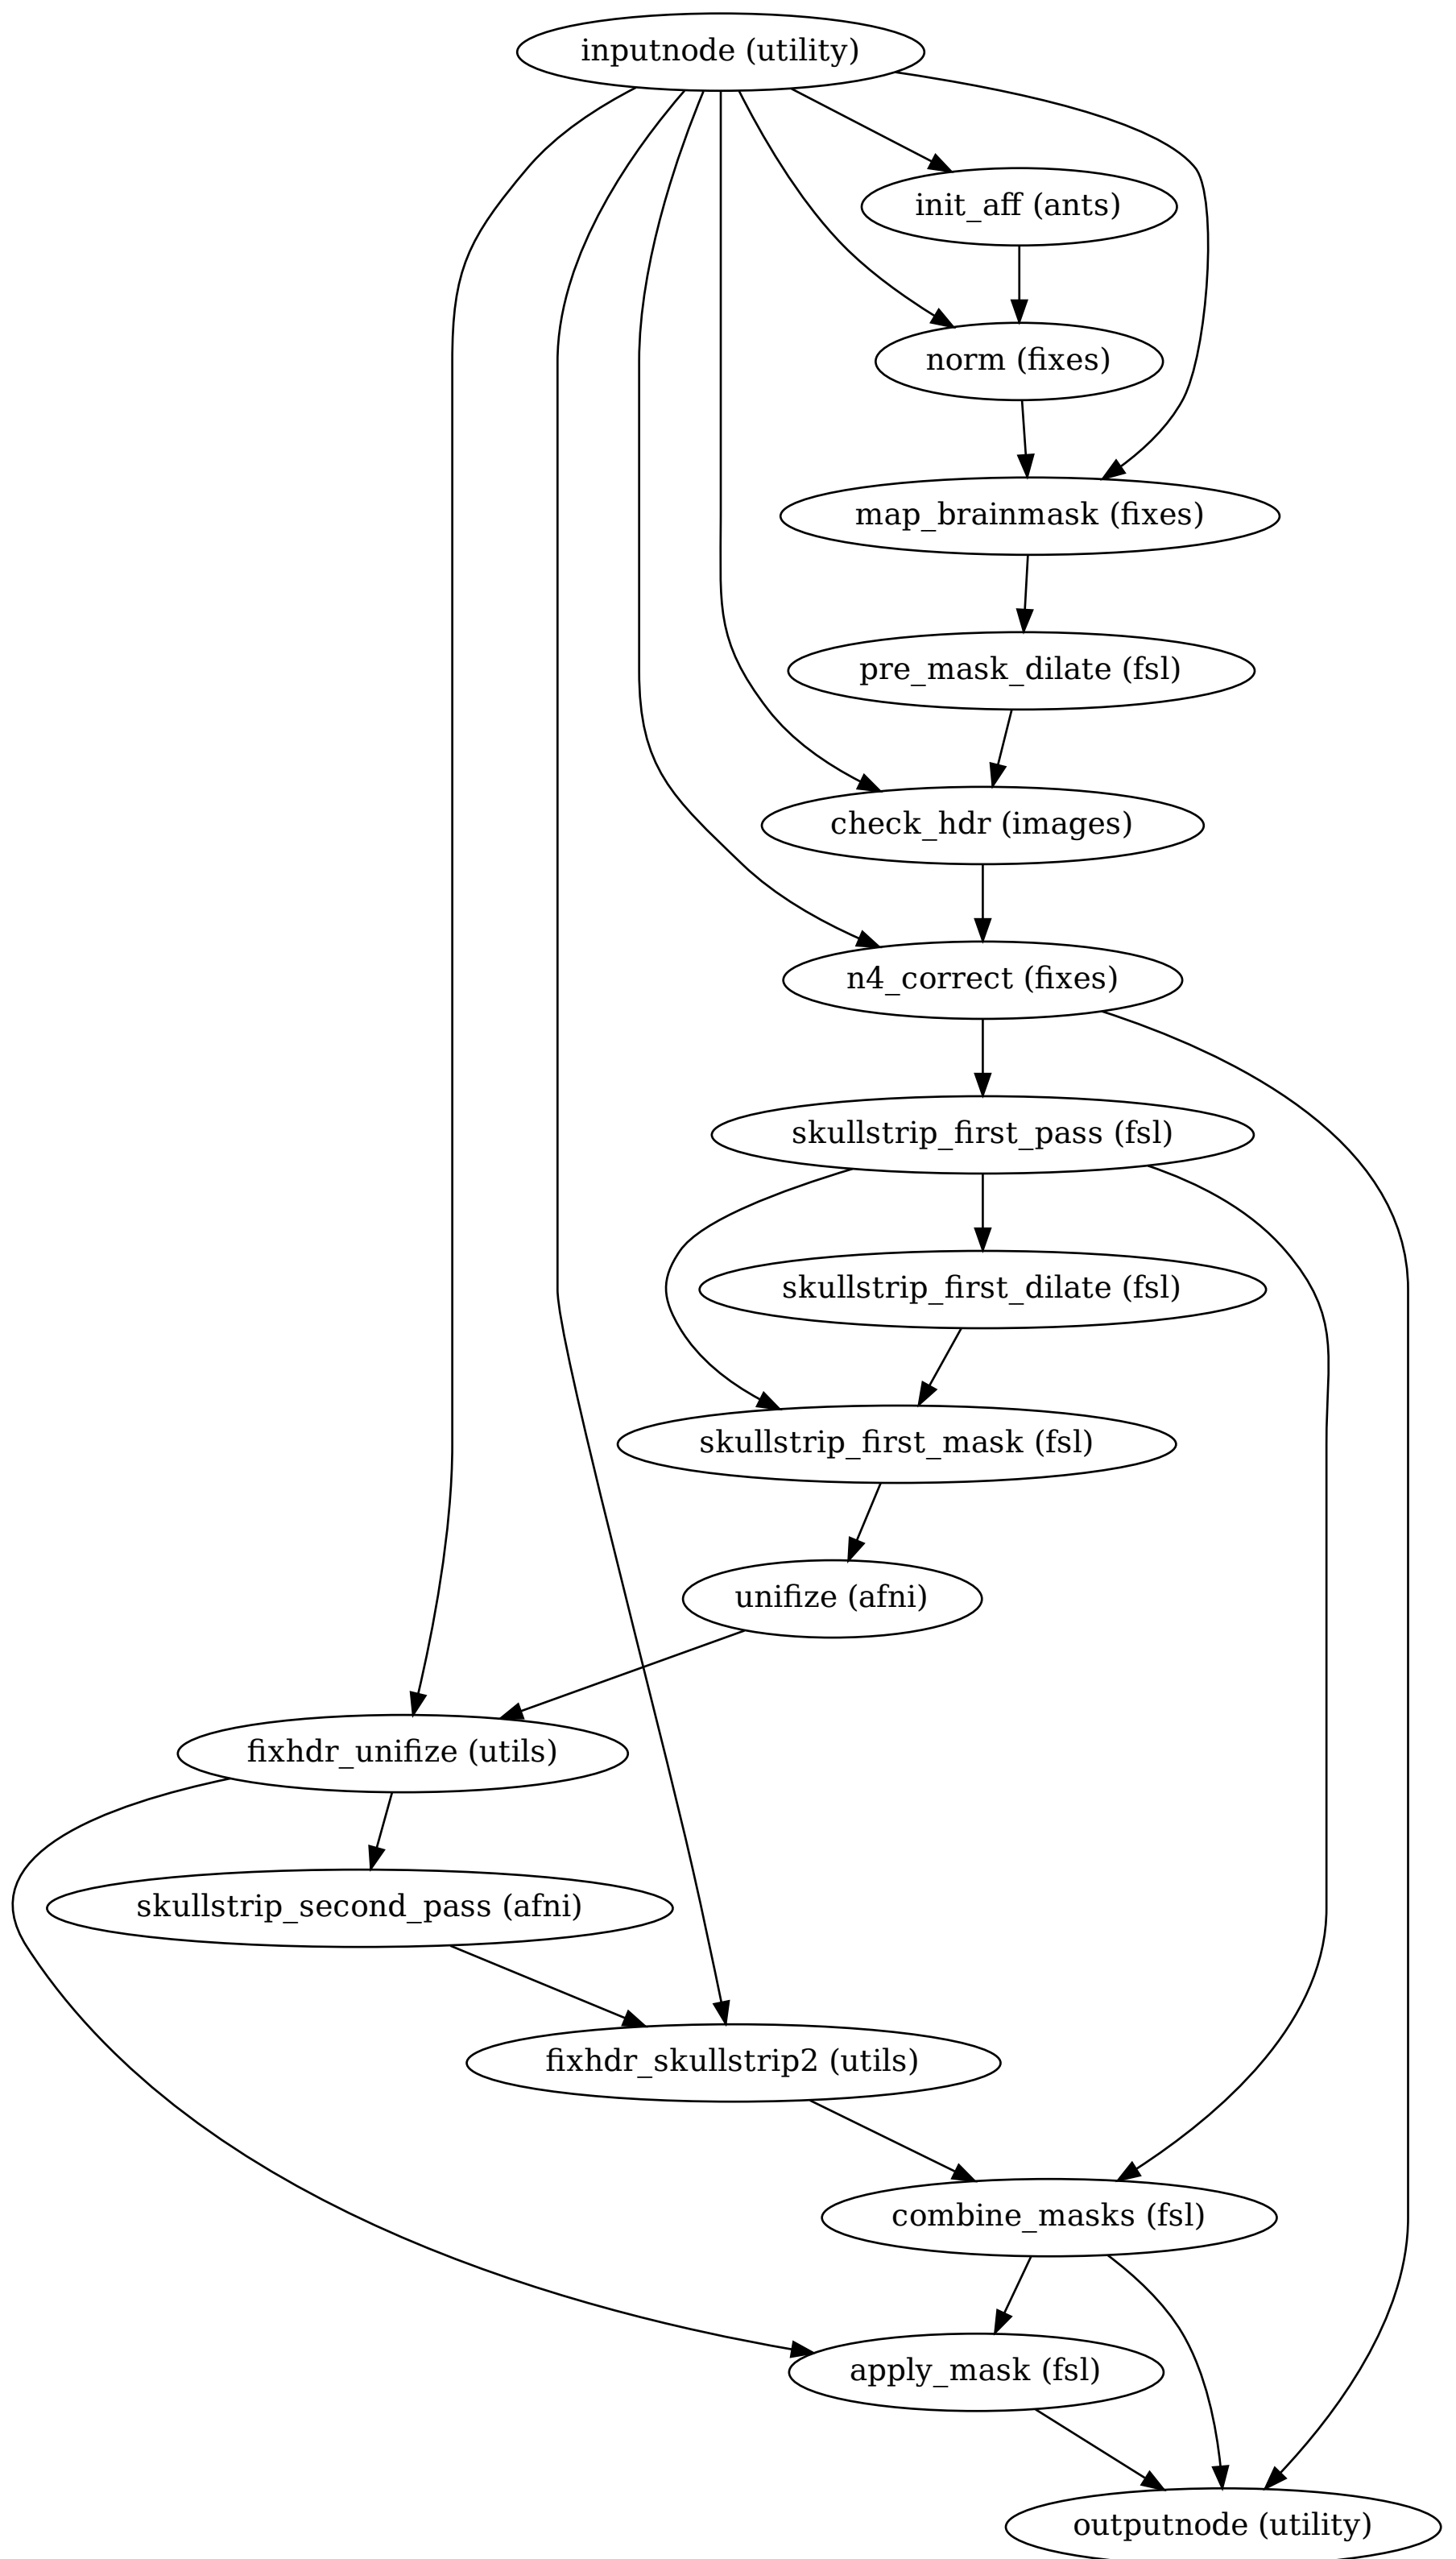 inputnode (utility)
init_aff (ants)
norm (fixes)
map_brainmask (fixes)
pre_mask_dilate (fsl)
check_hdr (images)
n4_correct (fixes)
skullstrip_first_pass (fsl)
skullstrip_first_dilate (fsl)
skullstrip_first_mask (fsl)
unifize (afni)
fixhdr_unifize (utils)
skullstrip_second_pass (afni)
fixhdr_skullstrip2 (utils)
combine_masks (fsl)
apply_mask (fsl)
outputnode (utility)